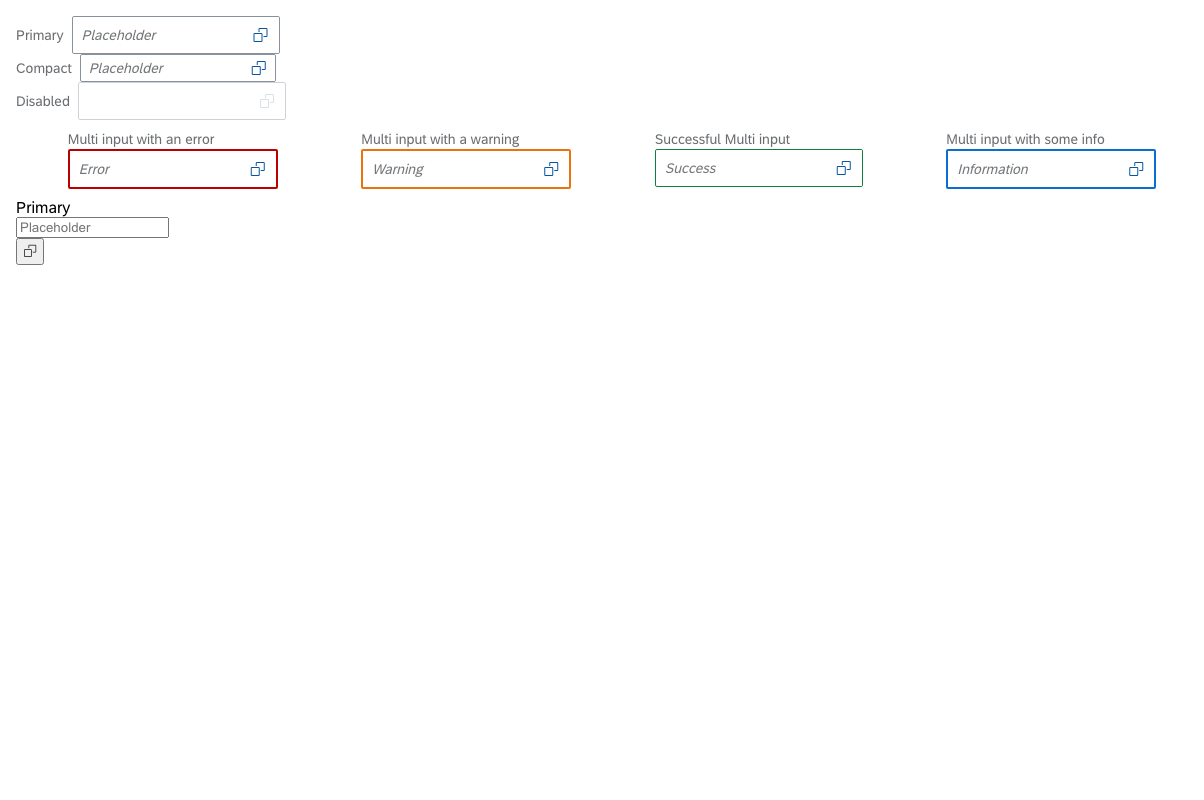 Primary Placeholder
Compact Placeholder
Disabled
Multi input with an error Multi input with a warning Successful Multi input Multi input with some info
Error Warning Success Information
Primary
Placeholder